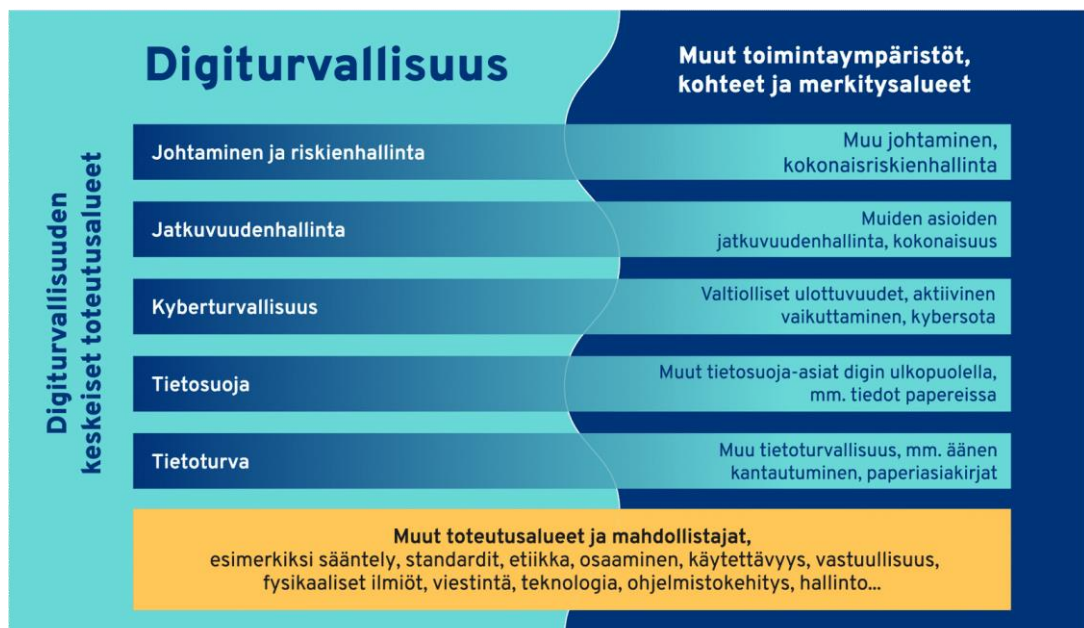 Digiturvallisuus
Muut toimintaympäristöt,
kohteet ja merkitysalueet
Digiturvallisuuden
keskeiset toteutusalueet
Johtaminen ja riskienhallinta
Muu johtaminen,
kokonaisriskienhallinta
Jatkuvuudenhallinta
Muiden asioiden
jatkuvuudenhallinta, kokonaisuus
Kyberturvallisuus
Valtiolliset ulottuvuudet, aktiivinen
vaikuttaminen, kybersota
Tietosuoja
Muut tietosuoja-asiat digin ulkopuolella,
mm. tiedot papereissa
Tietoturva
Muu tietoturvallisuus, mm. äänen
kantautuminen, paperiasiakirjat
Muut toteutusalueet ja mahdollistajat,
esimerkiksi sääntely, standardit, etiikka, osaaminen, käytettävyys, vastuullisuus,
fysikaaliset ilmiöt, viestintä, teknologia, ohjelmistokehitys, hallinto...